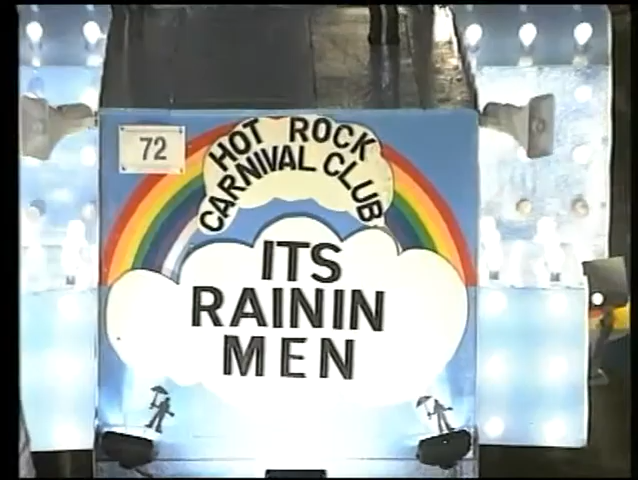 72
HOT ROCK
CARNIVAL CLUB
ITS
RAININ
MEN